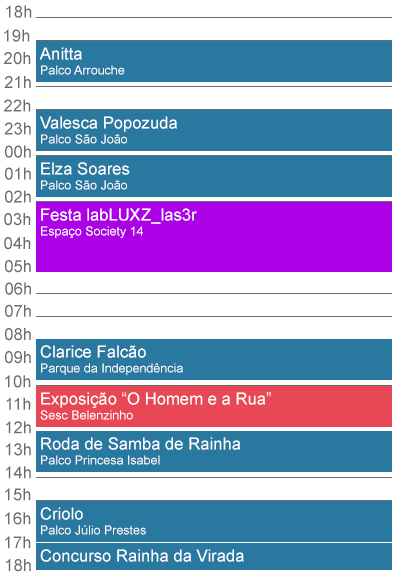 18h
19h
Anitta
20h
Palco Arrouche
21h
22h
Valesca Popozuda
23h
Palco São João
00h
Elza Soares
01h
Palco São João
02h
Festa labLUXZ_las3r
03h
Espaço Society 14
04h
05h
06h
07h
08h
Clarice Falcão
09h
Parque da Independência
10h
Exposição “O Homem e a Rua”
11h
Sesc Belenzinho
12h
Roda de Samba de Rainha
13h
Palco Princesa Isabel
14h
15h
Criolo
16h
Palco Júlio Prestes
17h
Concurso Rainha da Virada
18h